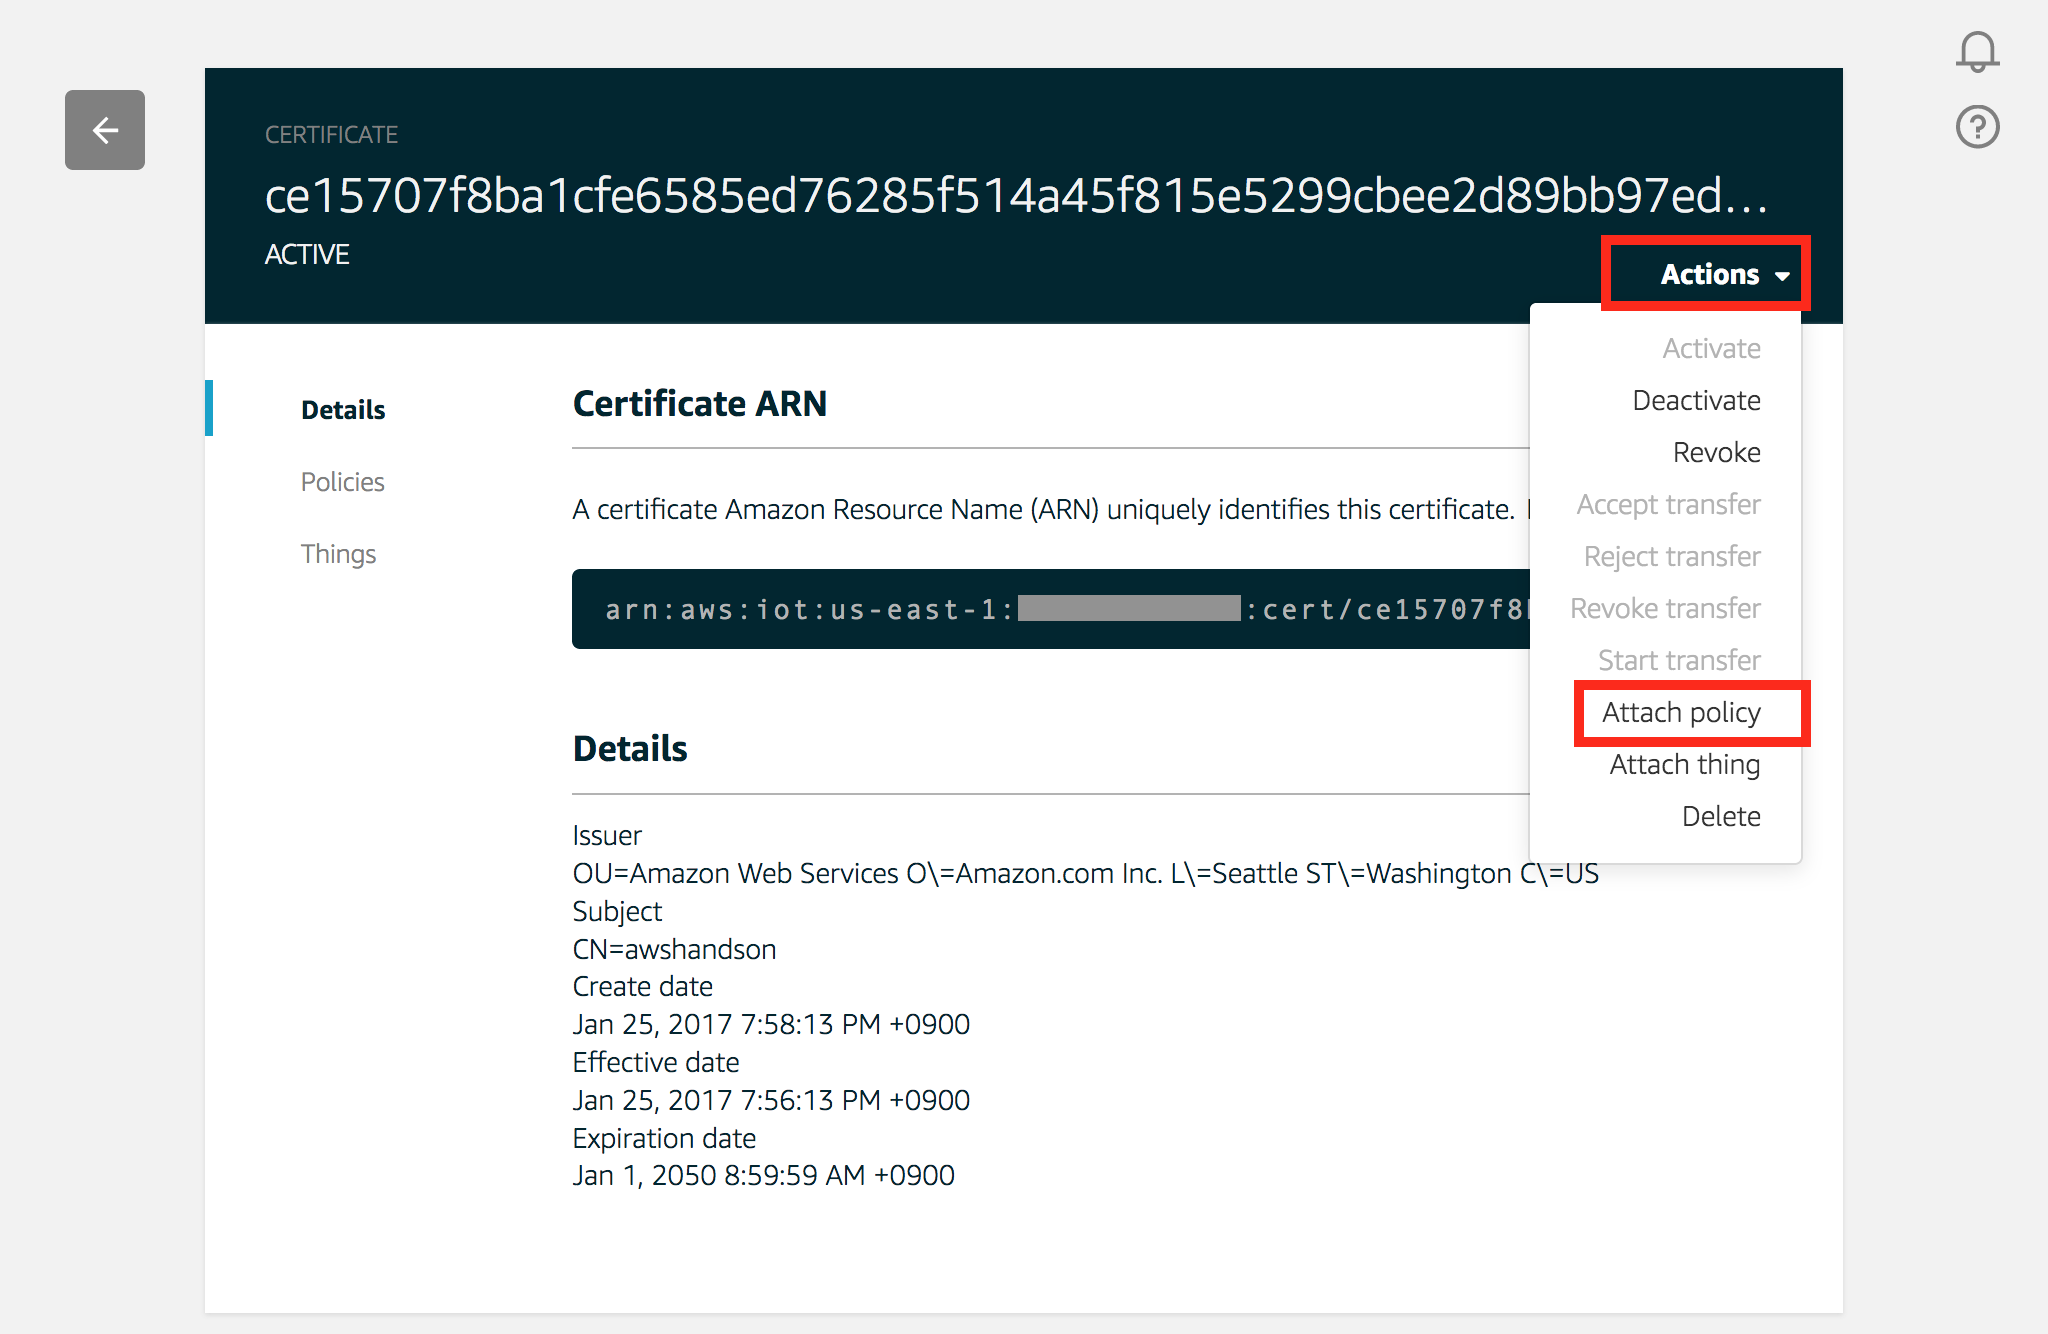 CERTIFICATE
ce15707f8ba1cfe6585ed76285f514a45f815e5299cbee2d89bb97ed...
ACTIVE
Actions
Activate
Deactivate
Revoke
Accept transfer
Reject transfer
Revoke transfer
Start transfer
Attach policy
Attach thing
Delete
Details
Policies
Things
Certificate ARN
A certificate Amazon Resource Name (ARN) uniquely identifies this certificate.
arn:aws:iot:us-east-1: :cert/ce15707f8
Details
Issuer
OU=Amazon Web Services O\=Amazon.com Inc. L\=Seattle ST\=Washington C\=US
Subject
CN=awshandson
Create date
Jan 25, 2017 7:58:13 PM +0900
Effective date
Jan 25, 2017 7:56:13 PM +0900
Expiration date
Jan 1, 2050 8:59:59 AM +0900